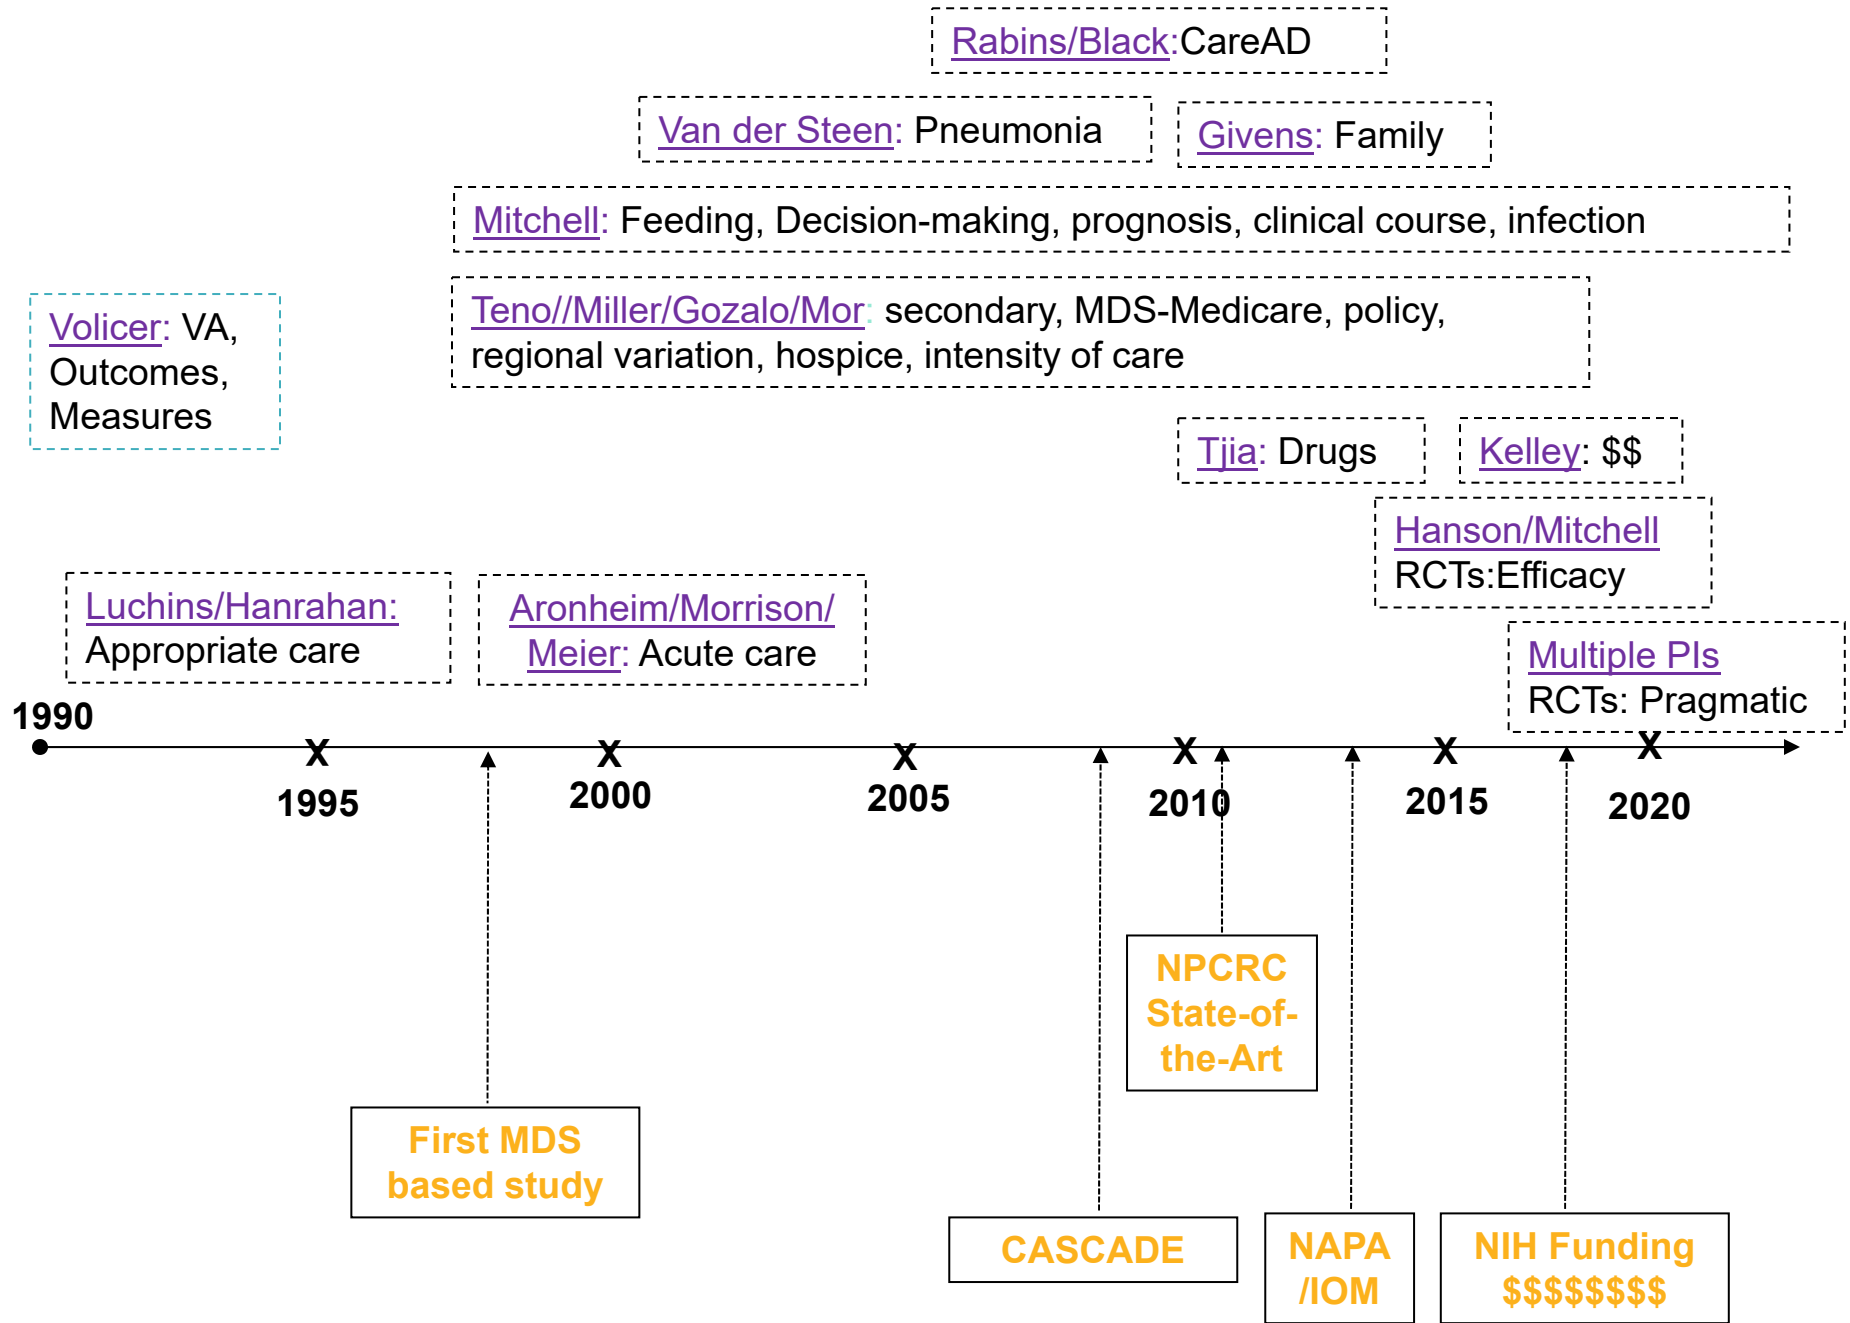 Rabins/Black:CareAD
Van der Steen: Pneumonia
Givens: Family
Mitchell: Feeding, Decision-making, prognosis, clinical course, infection
Teno//Miller/Gozalo/Mor: secondary, MDS-Medicare, policy,
regional variation, hospice, intensity of care
Volicer: VA,
Outcomes,
Measures
Tjia: Drugs
Kelley: $$
Hanson/Mitchell
RCTs:Efficacy
Luchins/Hanrahan:
Appropriate care
Aronheim/Morrison/
Meier: Acute care
Multiple PIs
RCTs: Pragmatic
1990
X
X
X
X
X
X
1995
2000
2005
2010
2015
2020
NPCRC
State-of-
the-Art
First MDS
based study
CASCADE
NAPA
/IOM
NIH Funding
$$$$$$$$